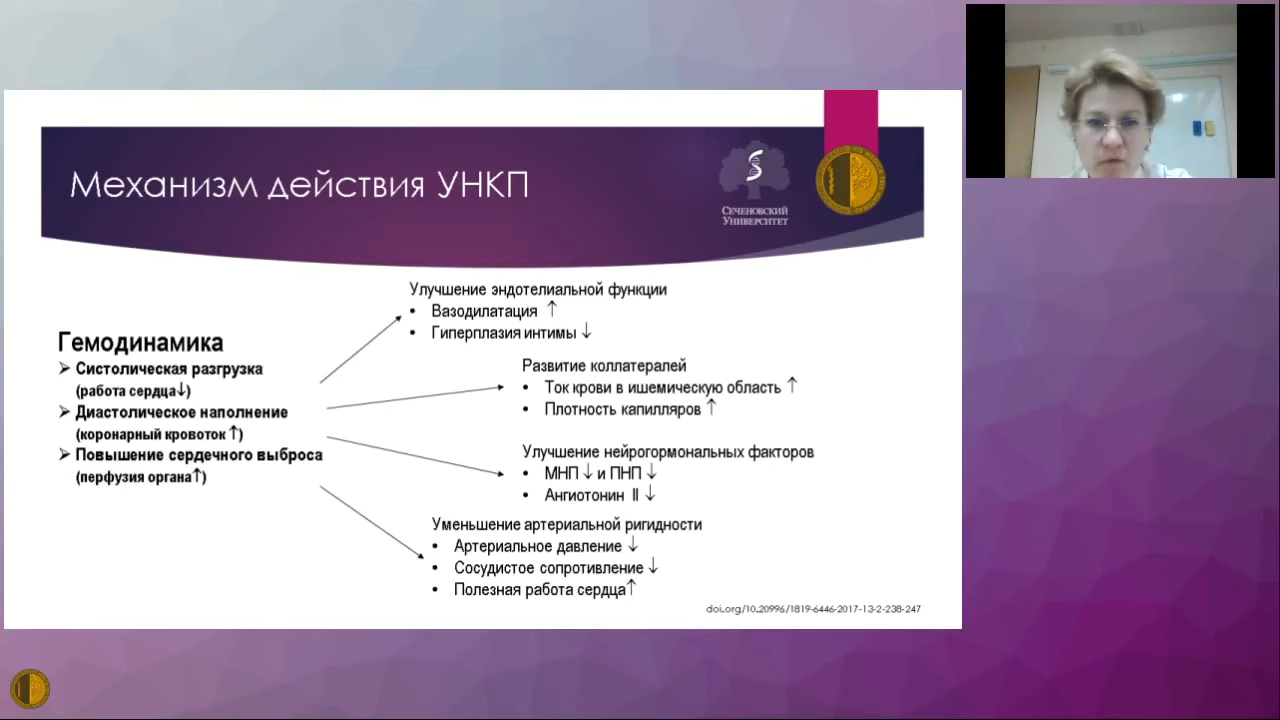 Механизм действия УНКП
Сеченовский
Университет
Гемодинамика
Систолическая разгрузка
(работа сердца↓)
Диастолическое наполнение
(коронарный кровоток ↑)
Повышение сердечного выброса
(перфузия органа↑)
Улучшение эндотелиальной функции
• Вазодилатация ↑
• Гиперплазия интимы ↓
Развитие коллатералей
• Ток крови в ишемическую область ↑
• Плотность капилляров ↑
Улучшение нейрогормональных факторов
• МНП ↓ и ПНП ↓
• Ангиотонин II ↓
Уменьшение артериальной ригидности
• Артериальное давление ↓
• Сосудистое сопротивление ↓
• Полезная работа сердца↑
doi.org/10.20996/1819-6446-2017-13-2-238-247